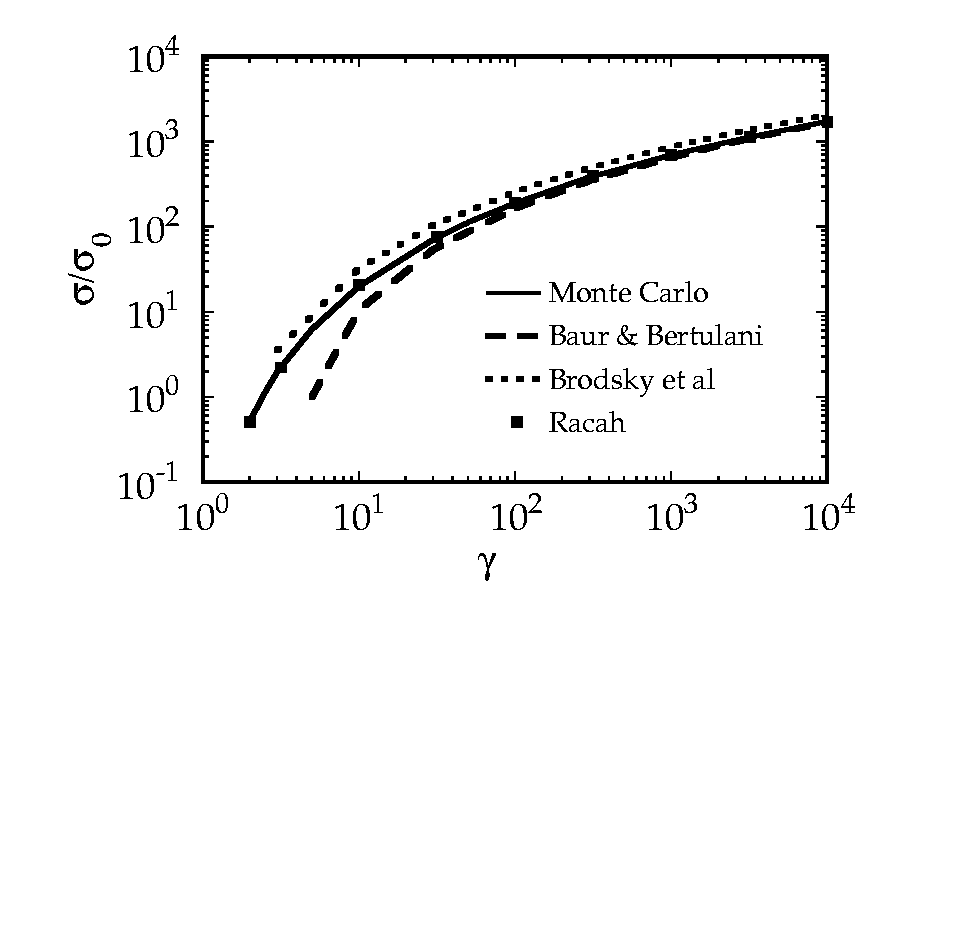 10^4
10^3
10^2
10^1
10^0
10^-1
σ/σ_0
Monte Carlo
Baur & Bertulani
Brodsky et al
Racah
10^0 10^1 10^2 10^3 10^4
γ